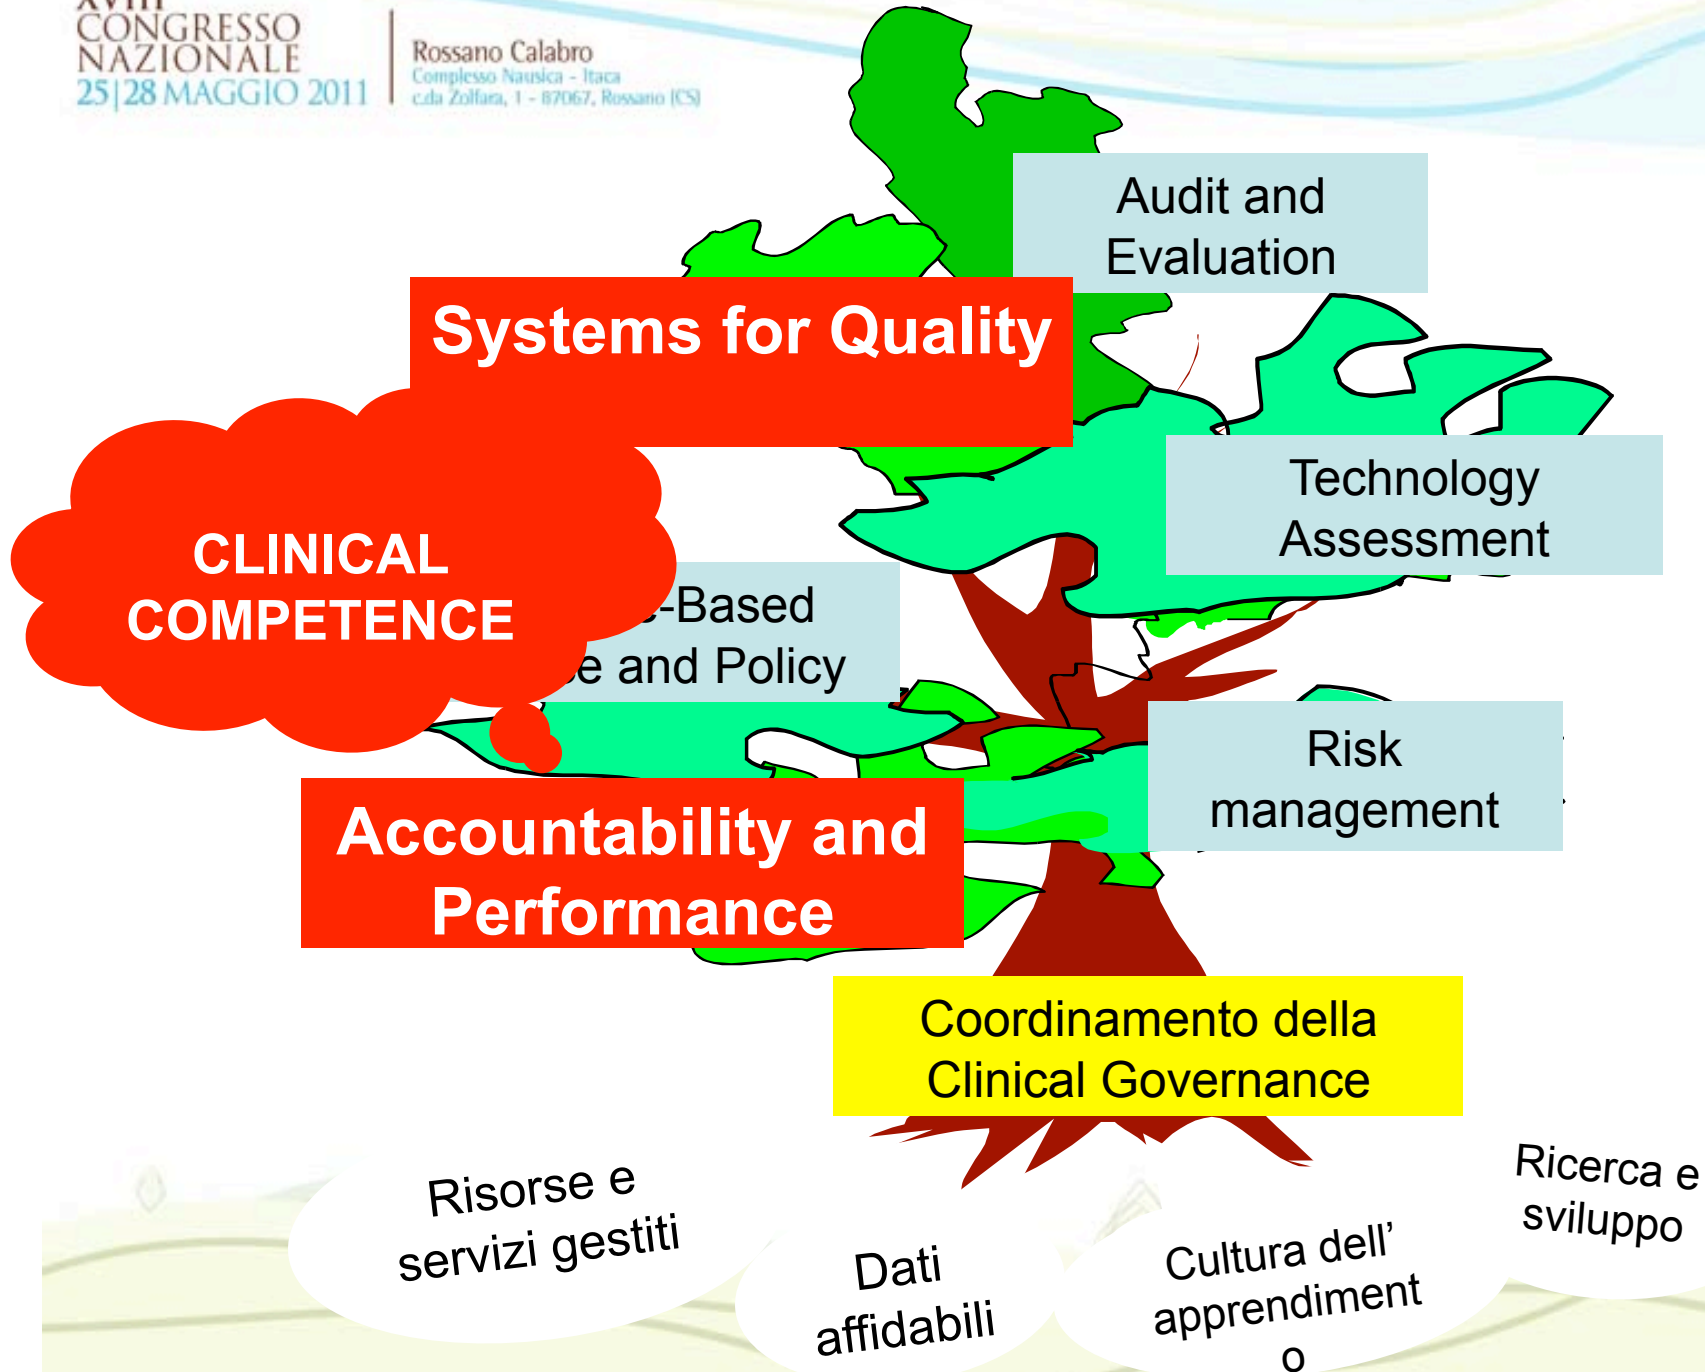 XVIII
CONGRESSO
NAZIONALE
25|28 MAGGIO 2011
Rossano Calabro
Complesso Nausica - Itaca
c.da Zolfara, 1 - 87067, Rossano (CS)
Audit and
Evaluation
Systems for Quality
Technology
Assessment
CLINICAL
COMPETENCE
e-Based
e and Policy
Risk
management
Accountability and
Performance
Coordinamento della
Clinical Governance
Risorse e
servizi gestiti
Dati
affidabili
Cultura dell’
apprendiment
o
Ricerca e
sviluppo